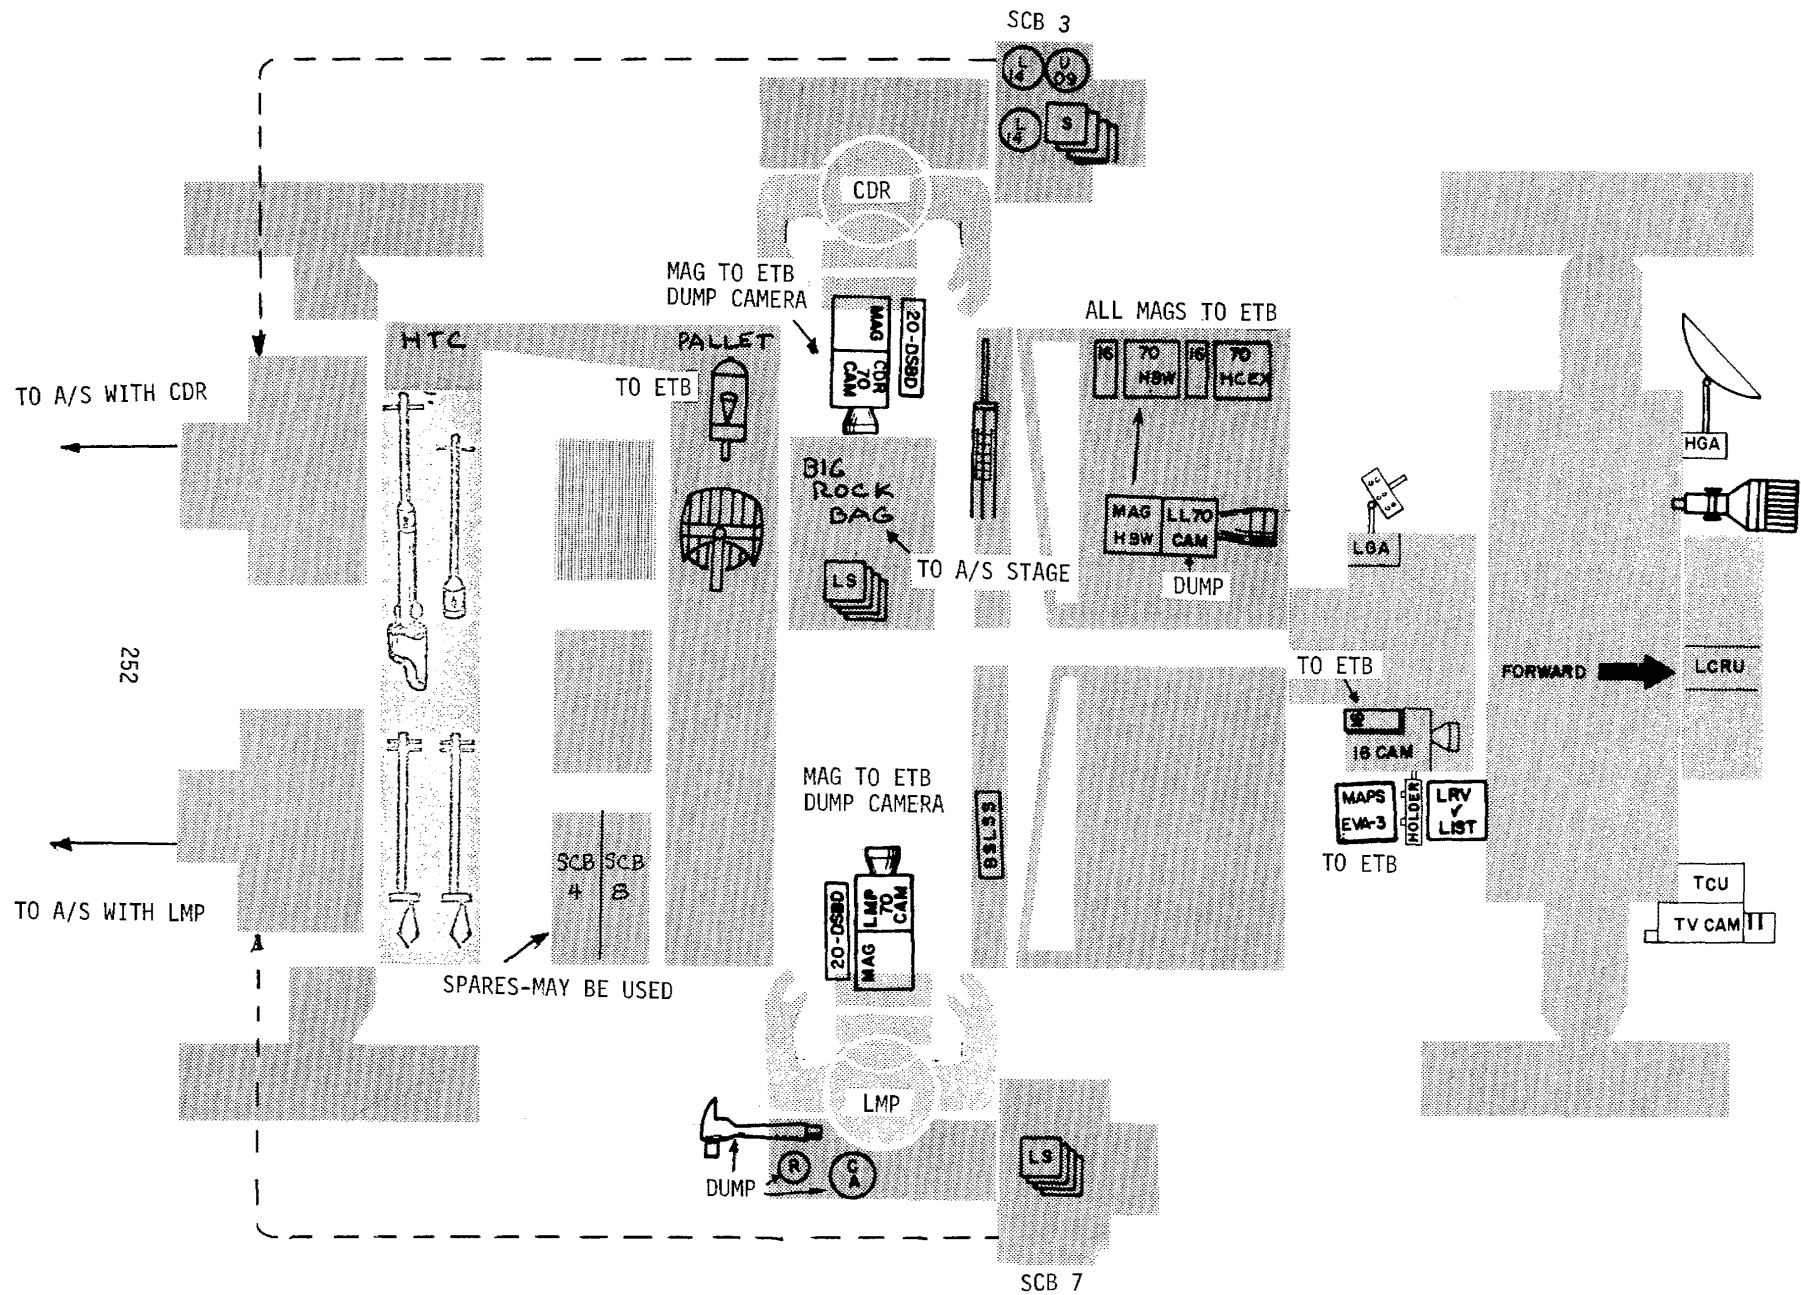 SCB 3
L
14
U
09
L
14
S
CDR
MAG TO ETB
DUMP CAMERA
MAG
CDR
70
CAM
20-DSBD
HTC
PALLET
TO ETB
ALL MAGS TO ETB
16
70
HBW
16
70
HCEX
TO A/S WITH CDR
HGA
BIG
ROCK
BAG
MAG
HBW
LL70
CAM
LGA
LS
TO A/S STAGE
DUMP
252
TO ETB
FORWARD
LCRU
16 CAM
MAG TO ETB
DUMP CAMERA
BSLSS
MAPS
EVA-3
HOLDER
LRV
✓
LIST
TO ETB
SCB
4
SCB
8
TO A/S WITH LMP
20-DSBD
LMP
70
CAM
MAG
TCU
TV CAM
SPARES-MAY BE USED
LMP
R
C
A
DUMP
LS
SCB 7